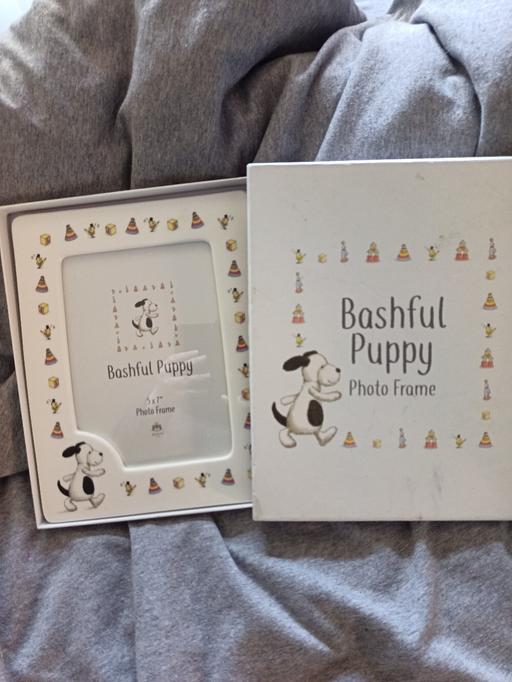 Bashful Puppy
5 x 7"
Photo Frame
Bashful
Puppy
Photo Frame